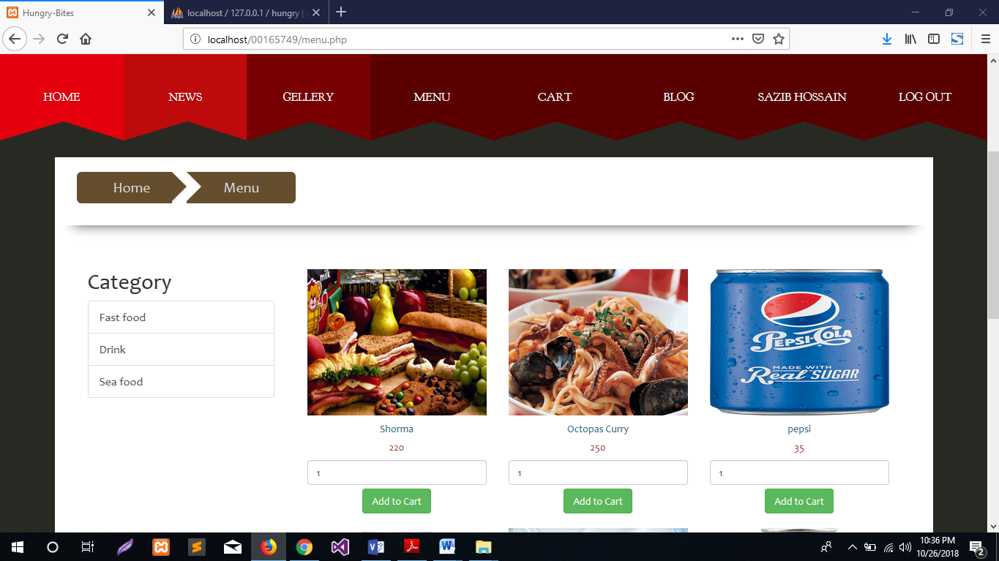 Hungry-Bites
localhost / 127.0.0.1 / hungry |
localhost/00165749/menu.php
HOME NEWS GELLERY MENU CART BLOG SAZIB HOSSAIN LOG OUT
Home Menu
Category
Fast food
Drink
Sea food
milk
PEPSI-COLA
MADE WITH
Real SUGAR
Shorma Octopas Curry pepsi
220 250 35
1 1 1
Add to Cart Add to Cart Add to Cart
10:36 PM
10/26/2018
2